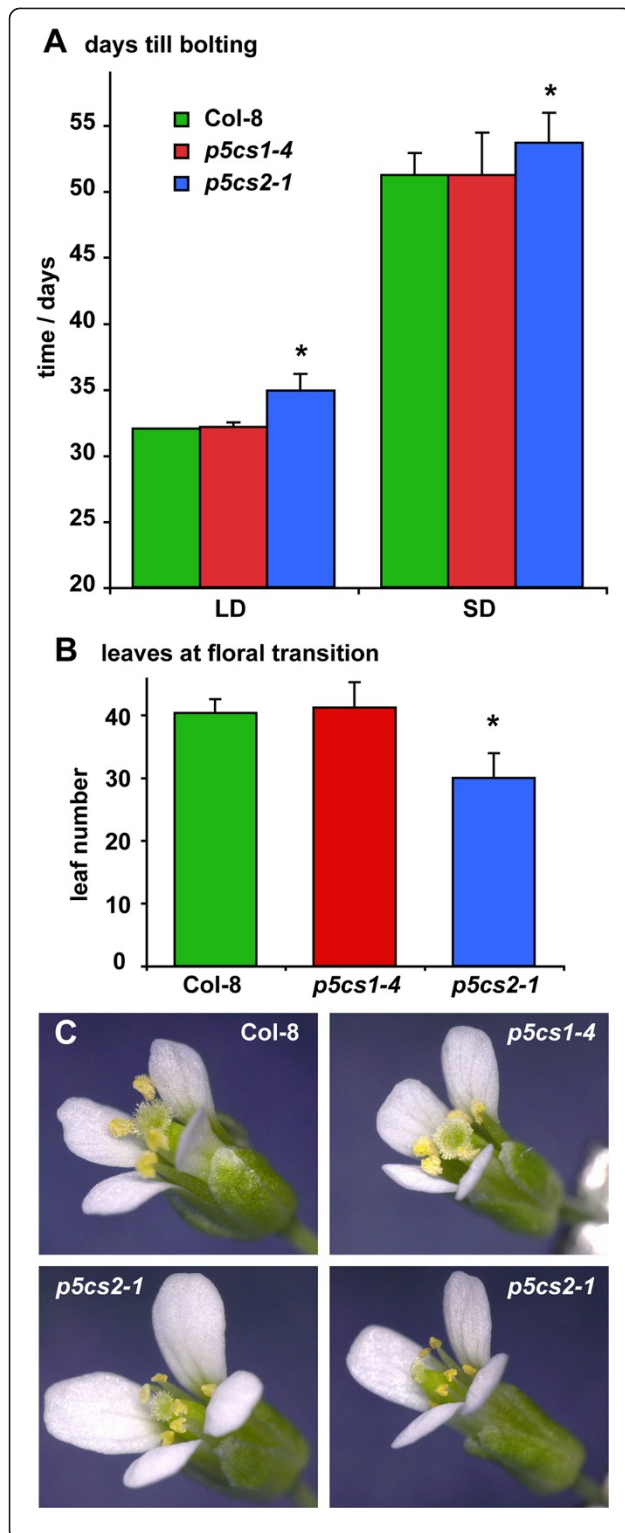 A days till bolting
Col-8
p5cs1-4
p5cs2-1
time / days
55
50
45
40
35
30
25
20
*
*
LD
SD
B leaves at floral transition
leaf number
40
30
20
10
0
*
Col-8
p5cs1-4
p5cs2-1
C
Col-8
p5cs1-4
p5cs2-1
p5cs2-1